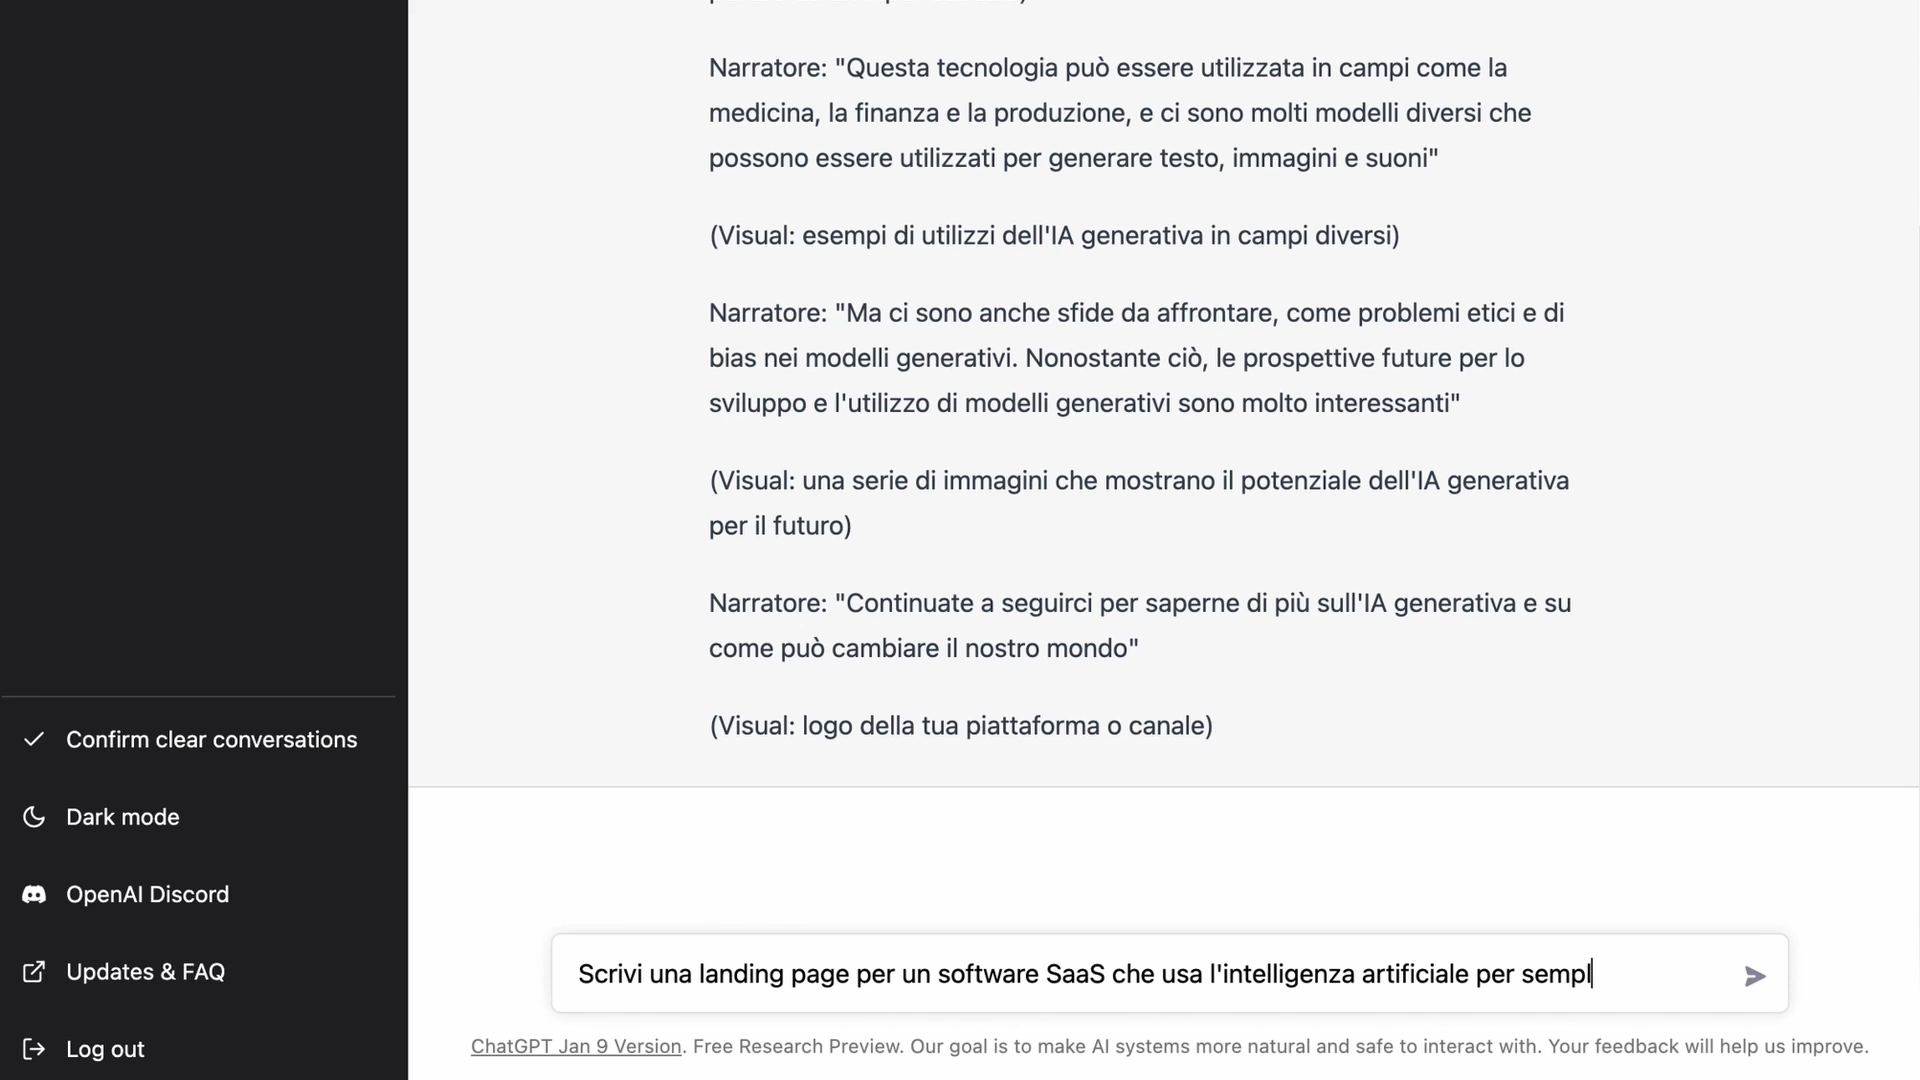 Narratore: "Questa tecnologia può essere utilizzata in campi come la
medicina, la finanza e la produzione, e ci sono molti modelli diversi che
possono essere utilizzati per generare testo, immagini e suoni"
(Visual: esempi di utilizzi dell'IA generativa in campi diversi)
Narratore: "Ma ci sono anche sfide da affrontare, come problemi etici e di
bias nei modelli generativi. Nonostante ciò, le prospettive future per lo
sviluppo e l'utilizzo di modelli generativi sono molto interessanti"
(Visual: una serie di immagini che mostrano il potenziale dell'IA generativa
per il futuro)
Narratore: "Continuate a seguirci per saperne di più sull'IA generativa e su
come può cambiare il nostro mondo"
(Visual: logo della tua piattaforma o canale)
Confirm clear conversations
Dark mode
OpenAI Discord
Updates & FAQ
Log out
Scrivi una landing page per un software SaaS che usa l'intelligenza artificiale per sempl
ChatGPT Jan 9 Version. Free Research Preview. Our goal is to make AI systems more natural and safe to interact with. Your feedback will help us improve.